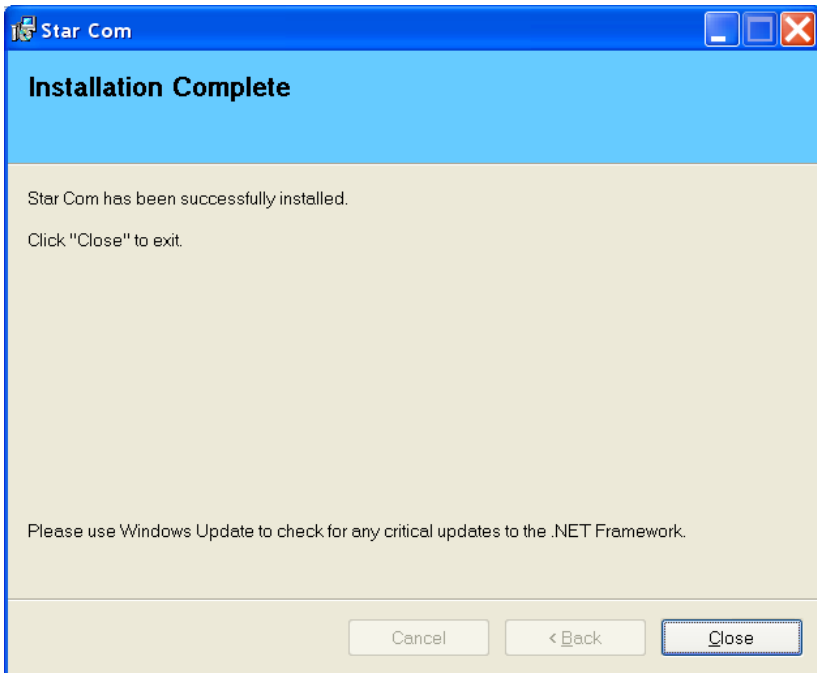 Star Com
Installation Complete
Star Com has been successfully installed.
Click "Close" to exit.
Please use Windows Update to check for any critical updates to the .NET Framework.
Cancel
< Back
Close